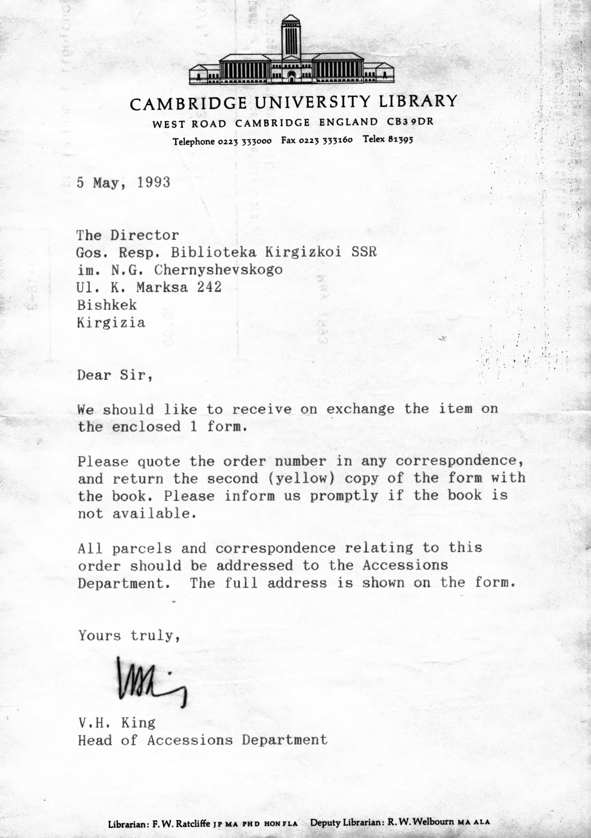 CAMBRIDGE UNIVERSITY LIBRARY
WEST ROAD CAMBRIDGE ENGLAND CB3 9DR
Telephone 0223 333000 Fax 0223 333160 Telex 81395
5 May, 1993
The Director
Gos. Resp. Biblioteka Kirgizkoi SSR
im. N.G. Chernyshevskogo
Ul. K. Marksa 242
Bishkek
Kirgizia
Dear Sir,
We should like to receive on exchange the item on
the enclosed 1 form.
Please quote the order number in any correspondence,
and return the second (yellow) copy of the form with
the book. Please inform us promptly if the book is
not available.
All parcels and correspondence relating to this
order should be addressed to the Accessions
Department. The full address is shown on the form.
Yours truly,
V.H. King
Head of Accessions Department
Librarian: F. W. Ratcliffe JP MA PHD HON FLA Deputy Librarian: R. W. Welbourn MA ALA